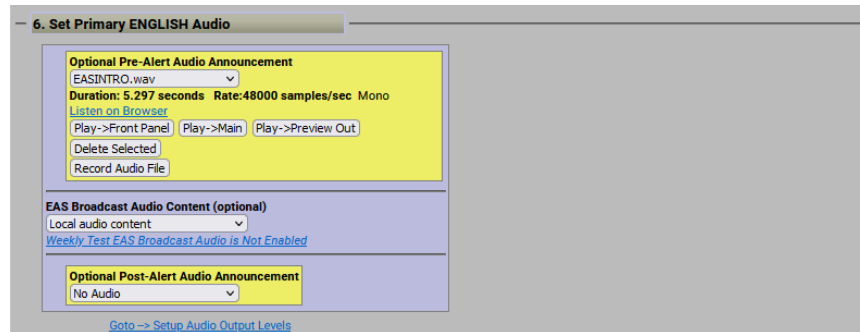 6. Set Primary ENGLISH Audio
Optional Pre-Alert Audio Announcement
EASINTRO.wav
Duration: 5.297 seconds Rate:48000 samples/sec Mono
Listen on Browser
Play->Front Panel Play->Main Play->Preview Out
Delete Selected
Record Audio File
EAS Broadcast Audio Content (optional)
Local audio content
Weekly Test EAS Broadcast Audio is Not Enabled
Optional Post-Alert Audio Announcement
No Audio
Goto --> Setup Audio Output Levels